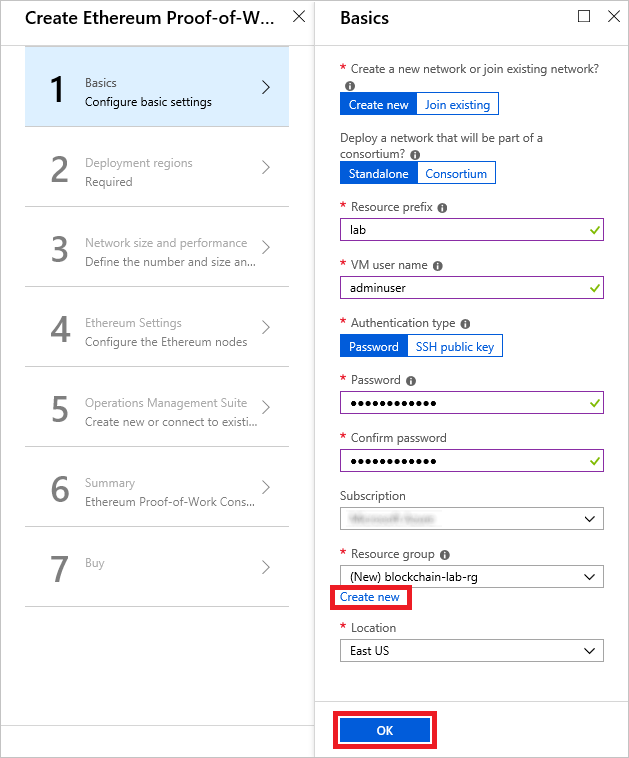 Create Ethereum Proof-of-W...
1
Basics
Configure basic settings
2
Deployment regions
Required
3
Network size and performance
Define the number and size an...
4
Ethereum Settings
Configure the Ethereum nodes
5
Operations Management Suite
Create new or connect to existi...
6
Summary
Ethereum Proof-of-Work Cons...
7
Buy
Basics
* Create a new network or join existing network?
Create new Join existing
Deploy a network that will be part of a
consortium?
Standalone Consortium
* Resource prefix
lab
* VM user name
adminuser
* Authentication type
Password SSH public key
* Password
●●●●●●●●●●●●
* Confirm password
●●●●●●●●●●●●
Subscription
* Resource group
(New) blockchain-lab-rg
Create new
* Location
East US
OK